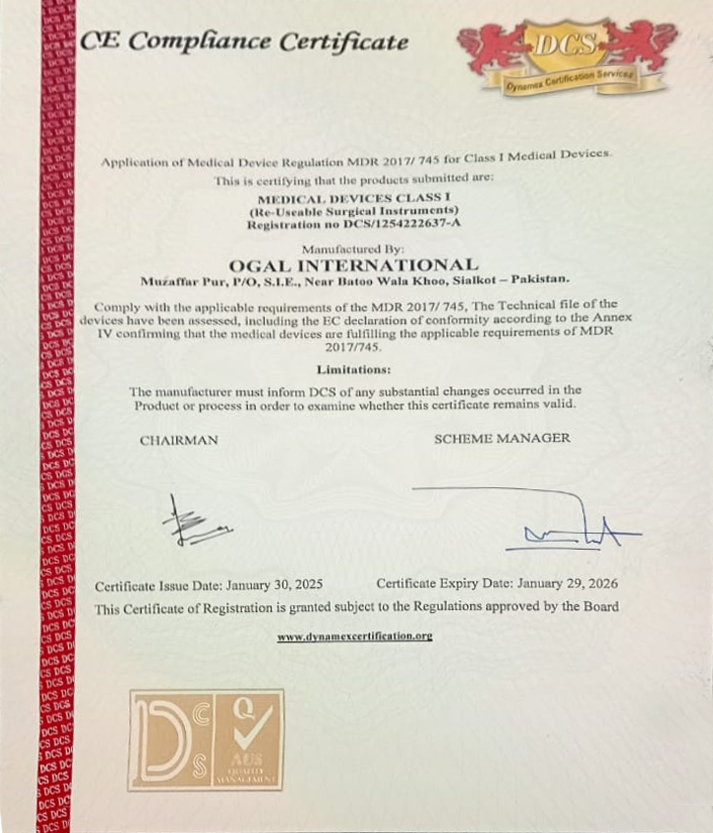 CE Compliance Certificate
DCS
Dynamex Certification Services
Application of Medical Device Regulation MDR 2017/ 745 for Class I Medical Devices.
This is certifying that the products submitted are:
MEDICAL DEVICES CLASS I
(Re-Useable Surgical Instruments)
Registration no DCS/1254222637-A
Manufactured By:
OGAL INTERNATIONAL
Muzaffar Pur, P/O, S.I.E., Near Batoo Wala Khoo, Sialkot – Pakistan.
Comply with the applicable requirements of the MDR 2017/ 745, The Technical file of the
devices have been assessed, including the EC declaration of conformity according to the Annex
IV confirming that the medical devices are fulfilling the applicable requirements of MDR
2017/745.
Limitations:
The manufacturer must inform DCS of any substantial changes occurred in the
Product or process in order to examine whether this certificate remains valid.
CHAIRMAN SCHEME MANAGER
Certificate Issue Date: January 30, 2025 Certificate Expiry Date: January 29, 2026
This Certificate of Registration is granted subject to the Regulations approved by the Board
www.dynamexcertification.org
DCS
Q
AUS
QUALITY
MANAGEMENT